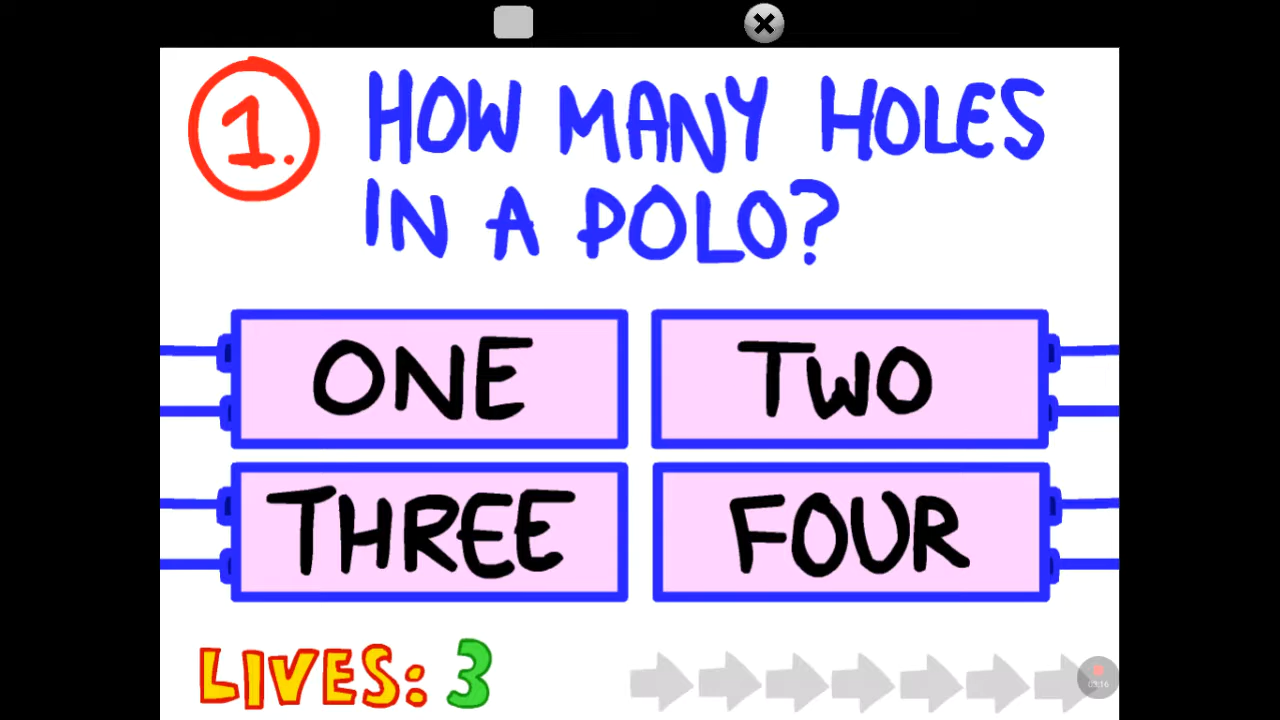 1. HOW MANY HOLES
IN A POLO?
ONE
TWO
THREE
FOUR
LIVES: 3